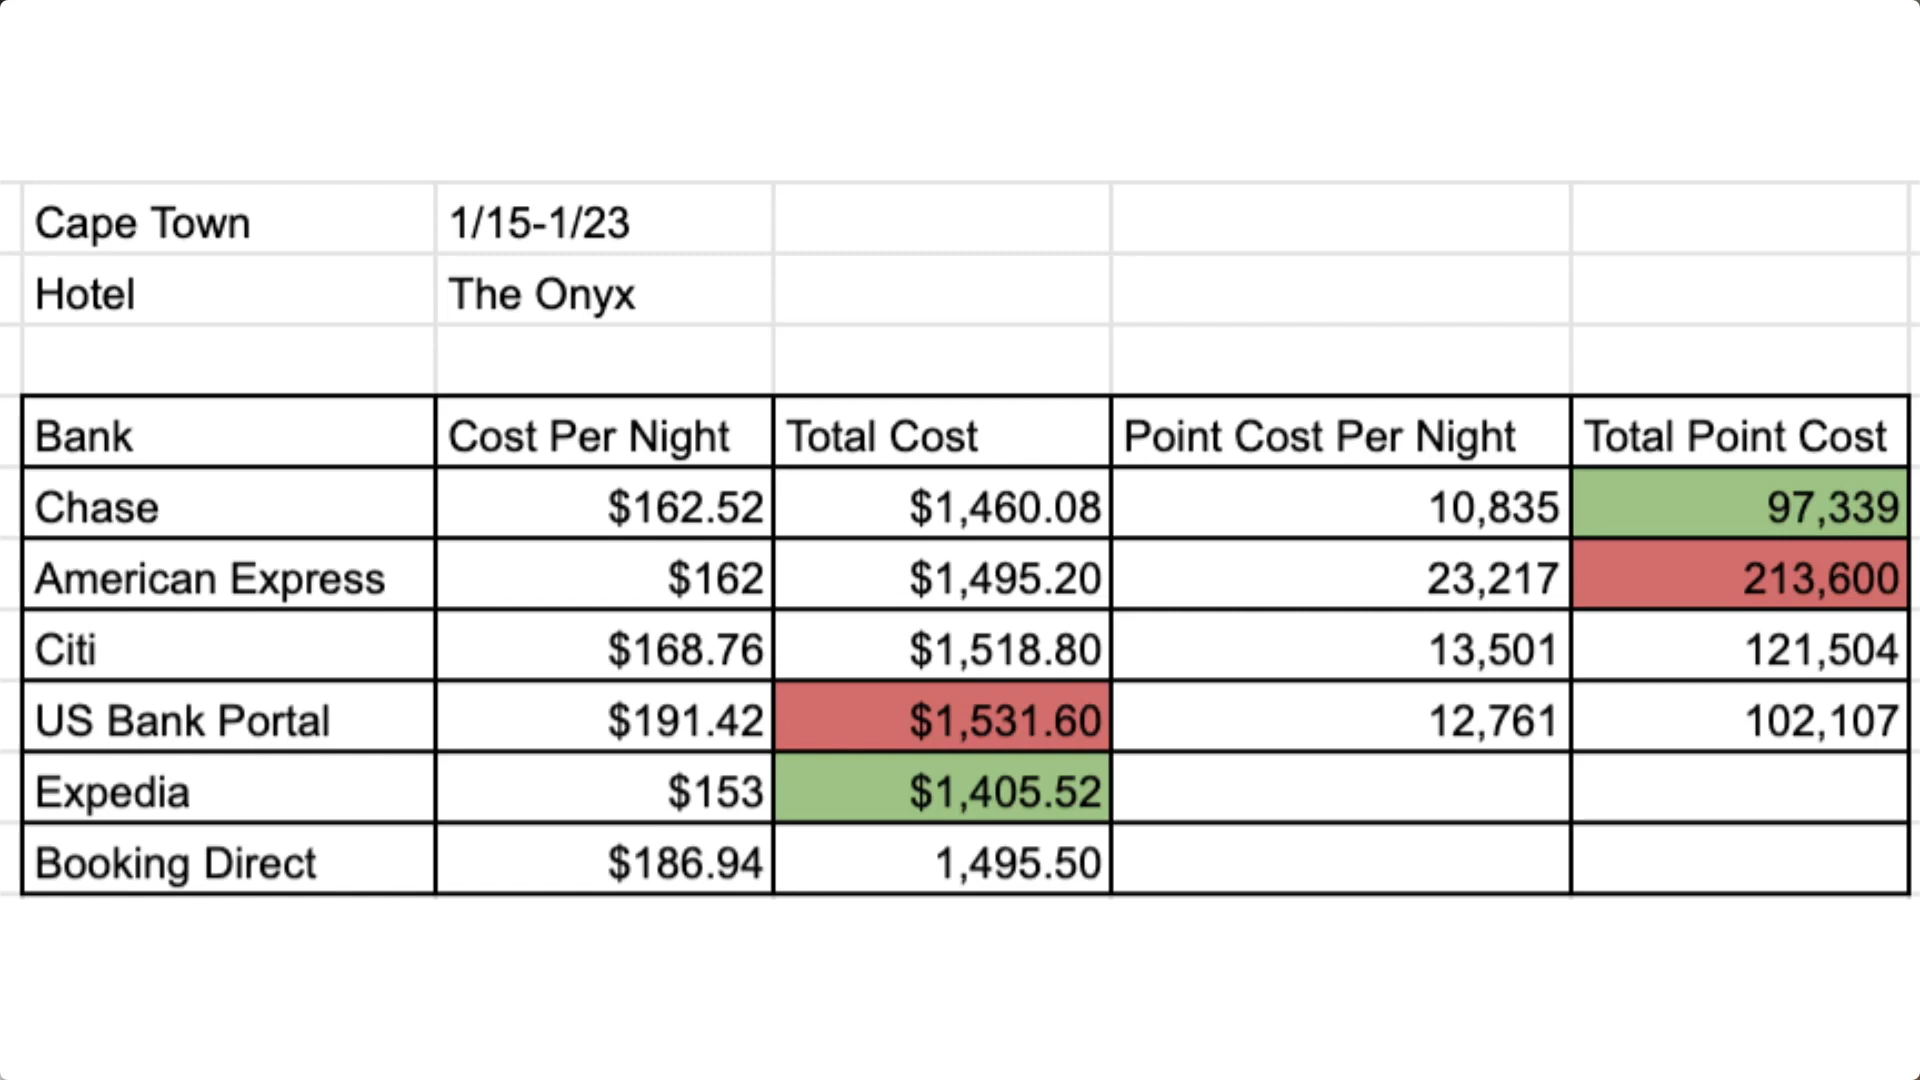 Cape Town 1/15-1/23
Hotel The Onyx
Bank Cost Per Night Total Cost Point Cost Per Night Total Point Cost
Chase $162.52 $1,460.08 10,835 97,339
American Express $162 $1,495.20 23,217 213,600
Citi $168.76 $1,518.80 13,501 121,504
US Bank Portal $191.42 $1,531.60 12,761 102,107
Expedia $153 $1,405.52
Booking Direct $186.94 1,495.50